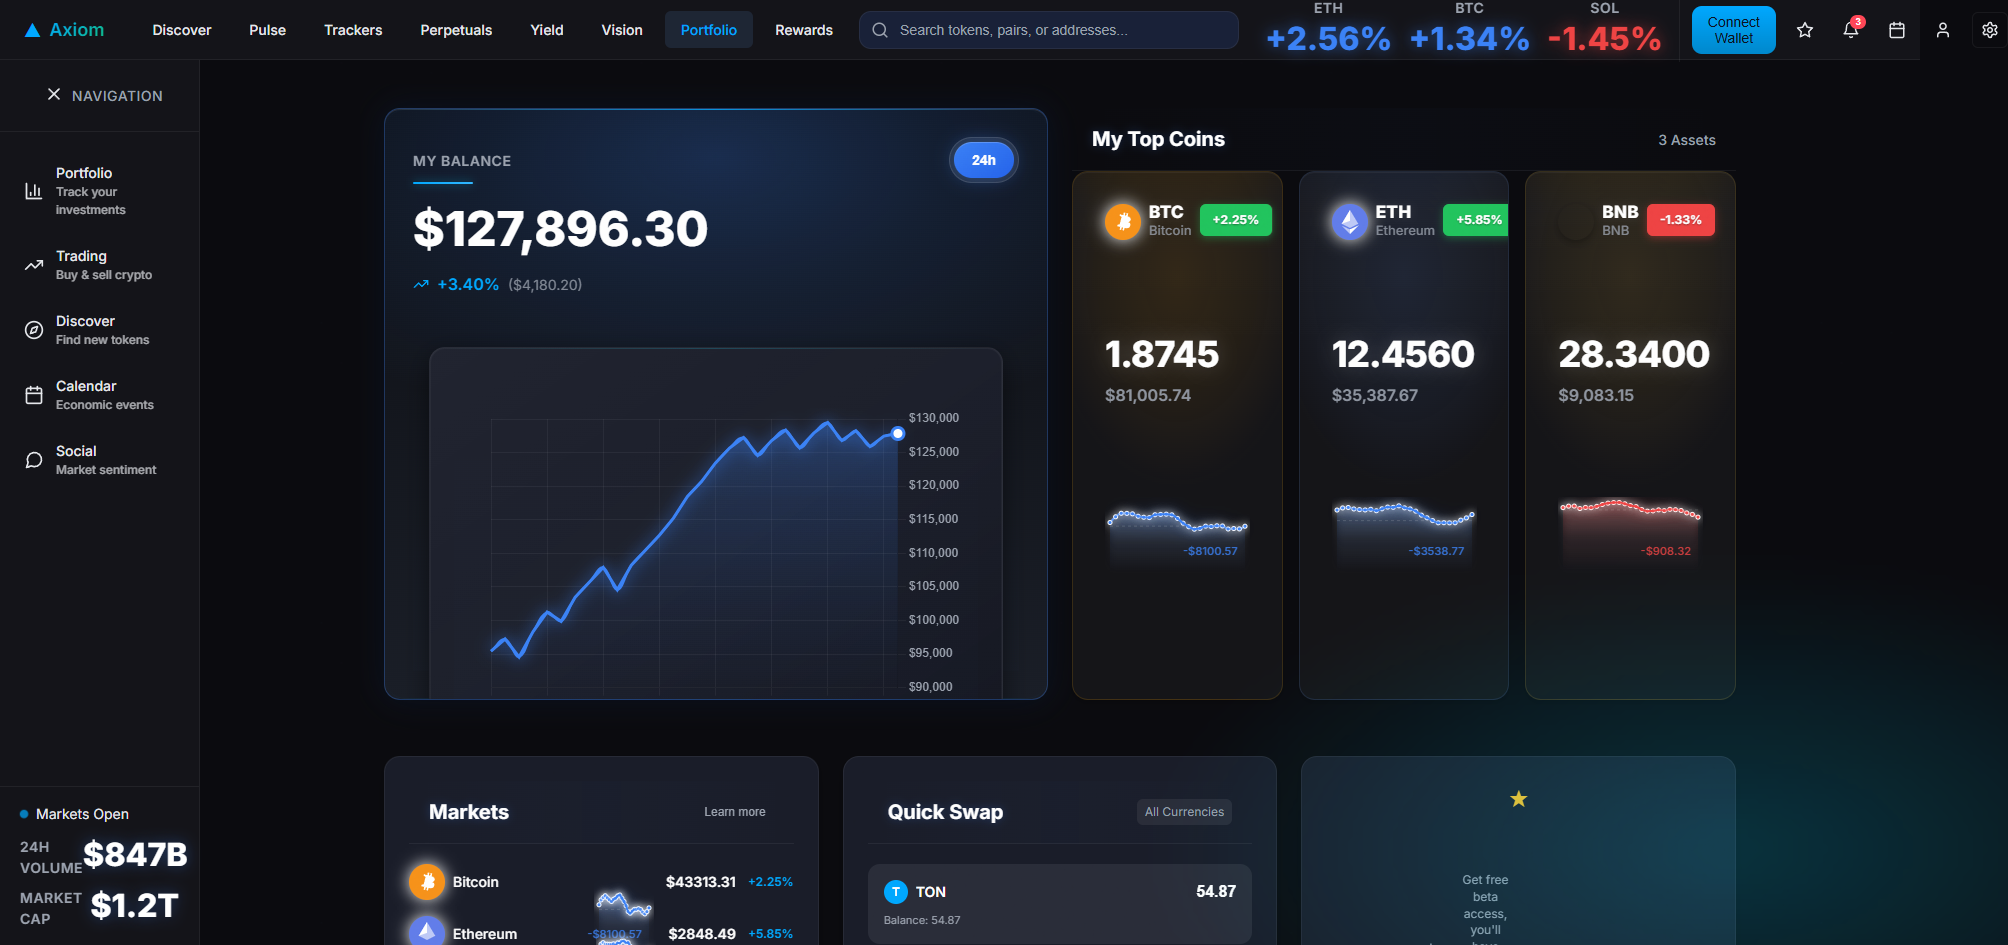 Axiom
Discover
Pulse
Trackers
Perpetuals
Yield
Vision
Portfolio
Rewards
Search tokens, pairs, or addresses...
ETH
+2.56%
BTC
+1.34%
SOL
-1.45%
Connect
Wallet
3
NAVIGATION
Portfolio
Track your
investments
Trading
Buy & sell crypto
Discover
Find new tokens
Calendar
Economic events
Social
Market sentiment
Markets Open
24H
VOLUME
$847B
MARKET
CAP
$1.2T
MY BALANCE
24h
$127,896.30
+3.40% ($4,180.20)
$130,000
$125,000
$120,000
$115,000
$110,000
$105,000
$100,000
$95,000
$90,000
My Top Coins
3 Assets
BTC
Bitcoin
+2.25%
1.8745
$81,005.74
-$8100.57
ETH
Ethereum
+5.85%
12.4560
$35,387.67
-$3538.77
BNB
BNB
-1.33%
28.3400
$9,083.15
-$908.32
Markets
Learn more
Bitcoin
$43313.31 +2.25%
-$8100.57
Ethereum
$2848.49 +5.85%
Quick Swap
All Currencies
T TON
54.87
Balance: 54.87
Get free
beta
access,
you'll